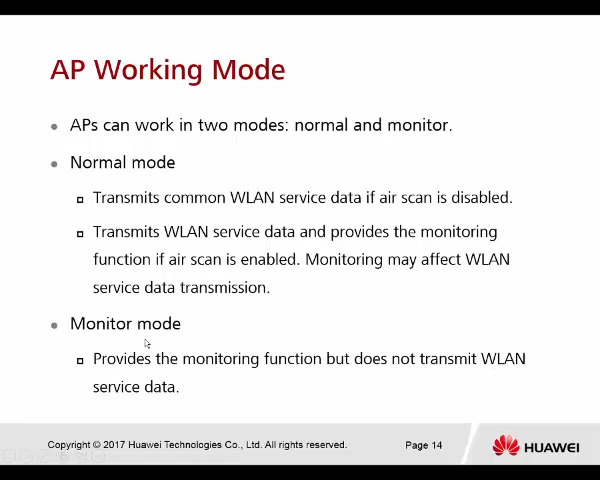 AP Working Mode
APs can work in two modes: normal and monitor.
Normal mode
Transmits common WLAN service data if air scan is disabled.
Transmits WLAN service data and provides the monitoring
function if air scan is enabled. Monitoring may affect WLAN
service data transmission.
Monitor mode
Provides the monitoring function but does not transmit WLAN
service data.
Copyright © 2017 Huawei Technologies Co., Ltd. All rights reserved.
Page 14
HUAWEI